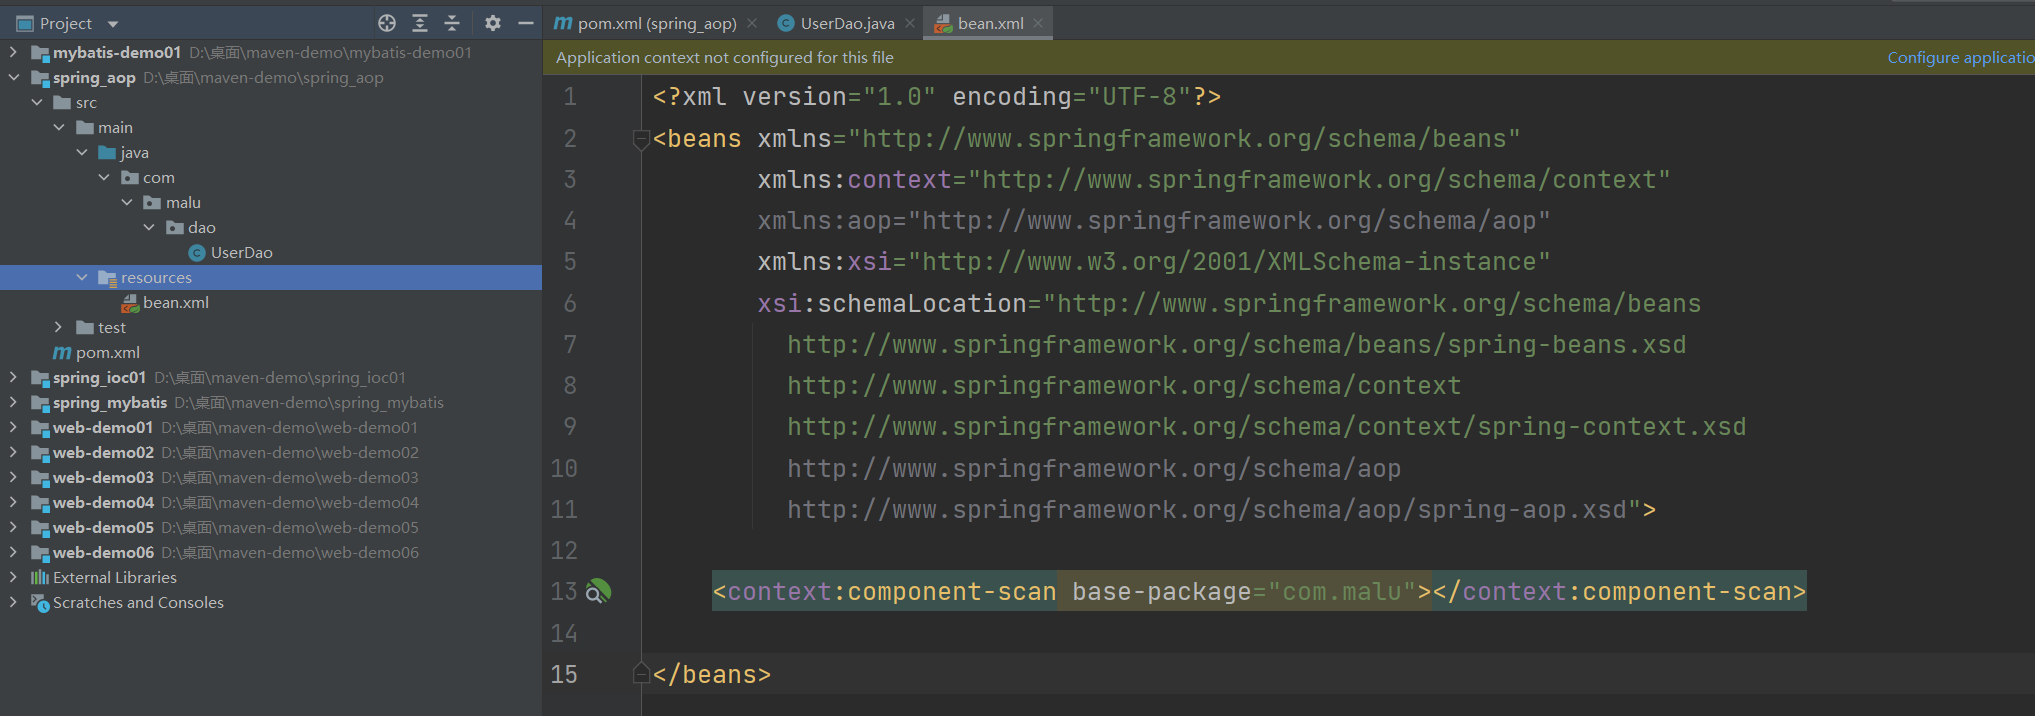 Project
mybatis-demo01 D:\桌面\maven-demo\mybatis-demo01
spring_aop D:\桌面\maven-demo\spring_aop
src
main
java
com
malu
dao
UserDao
resources
bean.xml
test
pom.xml
spring_ioc01 D:\桌面\maven-demo\spring_ioc01
spring_mybatis D:\桌面\maven-demo\spring_mybatis
web-demo01 D:\桌面\maven-demo\web-demo01
web-demo02 D:\桌面\maven-demo\web-demo02
web-demo03 D:\桌面\maven-demo\web-demo03
web-demo04 D:\桌面\maven-demo\web-demo04
web-demo05 D:\桌面\maven-demo\web-demo05
web-demo06 D:\桌面\maven-demo\web-demo06
External Libraries
Scratches and Consoles
pom.xml (spring_aop) UserDao.java bean.xml
Application context not configured for this file Configure applicatio
1 <?xml version="1.0" encoding="UTF-8"?>
2 <beans xmlns="http://www.springframework.org/schema/beans"
3 xmlns:context="http://www.springframework.org/schema/context"
4 xmlns:aop="http://www.springframework.org/schema/aop"
5 xmlns:xsi="http://www.w3.org/2001/XMLSchema-instance"
6 xsi:schemaLocation="http://www.springframework.org/schema/beans
7 http://www.springframework.org/schema/beans/spring-beans.xsd
8 http://www.springframework.org/schema/context
9 http://www.springframework.org/schema/context/spring-context.xsd
10 http://www.springframework.org/schema/aop
11 http://www.springframework.org/schema/aop/spring-aop.xsd">
12
13 <context:component-scan base-package="com.malu"></context:component-scan>
14
15 </beans>